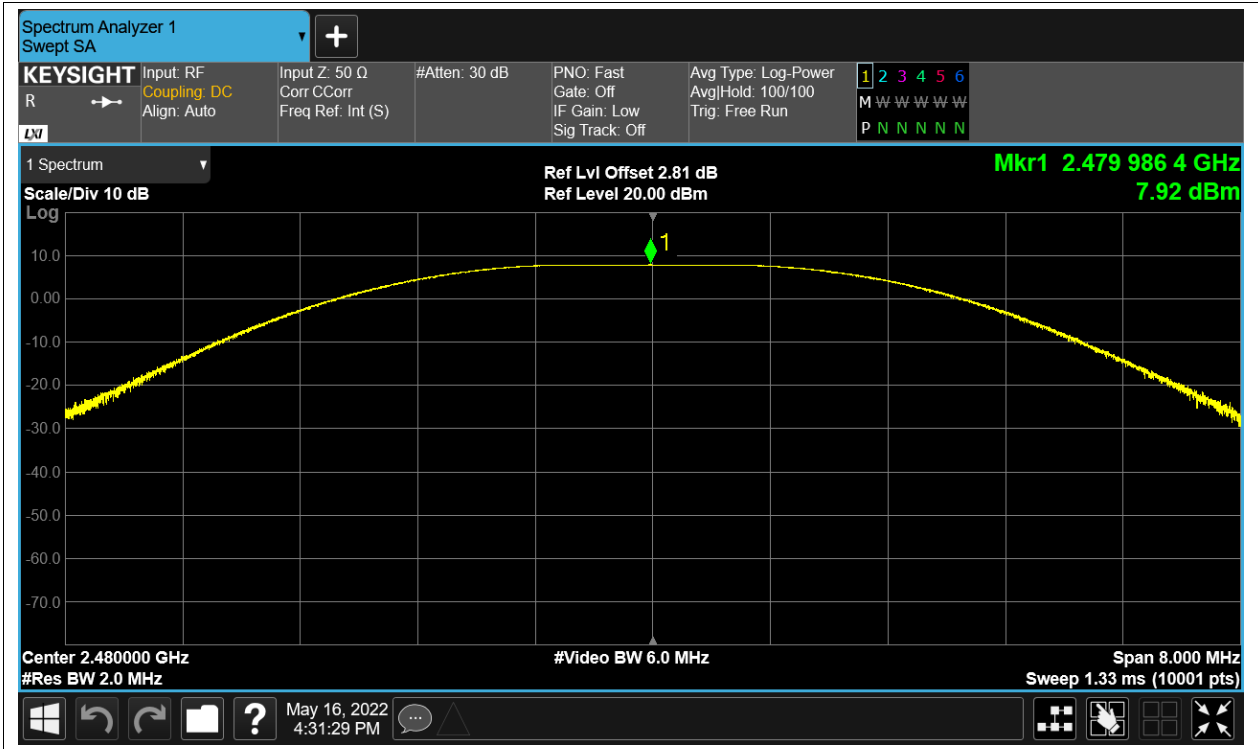 Spectrum Analyzer 1
Swept SA
KEYSIGHT
R
LXI
Input: RF
Coupling: DC
Align: Auto
Input Z: 50 Ω
Corr CCorr
Freq Ref: Int (S)
#Atten: 30 dB
PNO: Fast
Gate: Off
IF Gain: Low
Sig Track: Off
Avg Type: Log-Power
Avg|Hold: 100/100
Trig: Free Run
1 2 3 4 5 6
M W W W W W
P N N N N N
1 Spectrum
Scale/Div 10 dB
Log
Ref Lvl Offset 2.81 dB
Ref Level 20.00 dBm
Mkr1 2.479 986 4 GHz
7.92 dBm
1
10.0
0.00
-10.0
-20.0
-30.0
-40.0
-50.0
-60.0
-70.0
Center 2.480000 GHz
#Res BW 2.0 MHz
#Video BW 6.0 MHz
Span 8.000 MHz
Sweep 1.33 ms (10001 pts)
?
May 16, 2022
4:31:29 PM